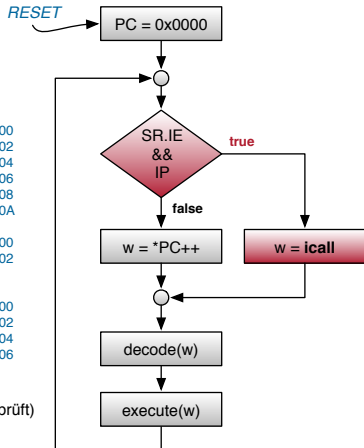 RESET
PC = 0x0000
SR.IE
&&
IP
true
false
w = *PC++
w = icall
decode(w)
execute(w)
00
02
04
06
08
0A
00
02
00
02
04
06
prüft)